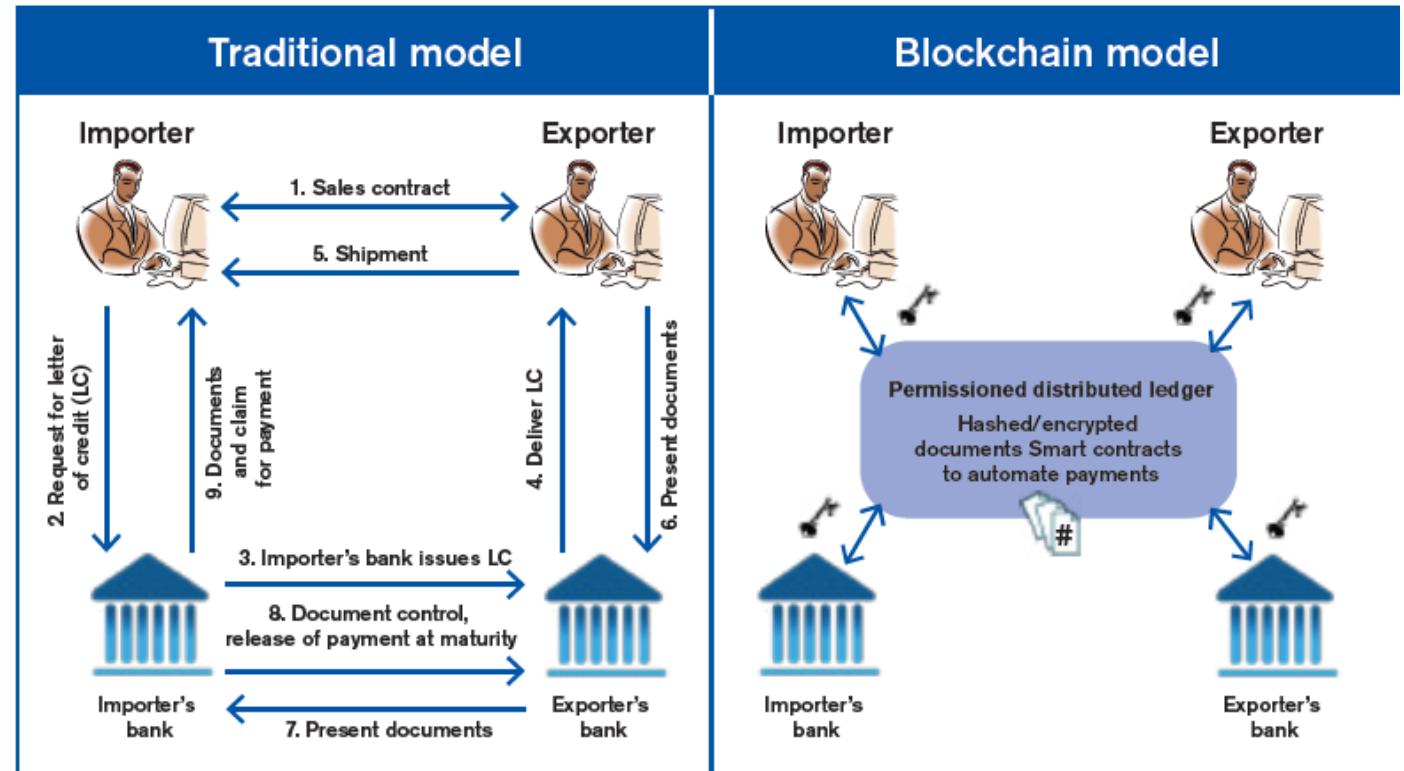 Traditional model
Importer
Exporter
1. Sales contract
5. Shipment
2. Request for letter
of credit (LC)
9. Documents
and claim
for payment
4. Deliver LC
6. Present documents
3. Importer's bank issues LC
8. Document control,
release of payment at maturity
7. Present documents
Importer's
bank
Exporter's
bank
Blockchain model
Importer
Exporter
Permissioned distributed ledger
Hashed/encrypted
documents Smart contracts
to automate payments
#
Importer's
bank
Exporter's
bank